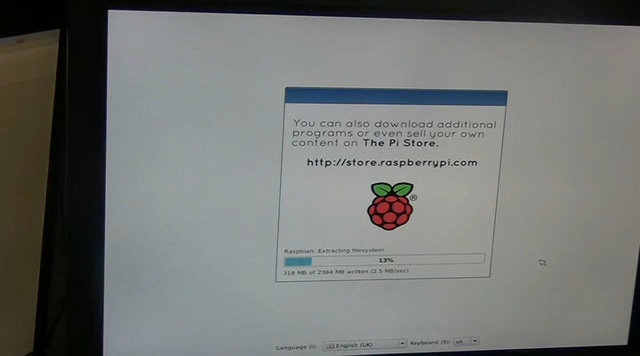 You can also download additional
programs or even sell your own
content on The Pi Store.
http://store.raspberrypi.com
®
Raspbian: Extracting filesystem
13%
318 MB of 2384 MB written (2.5 MB/sec)
Language (l): English (UK) Keyboard (9): uk